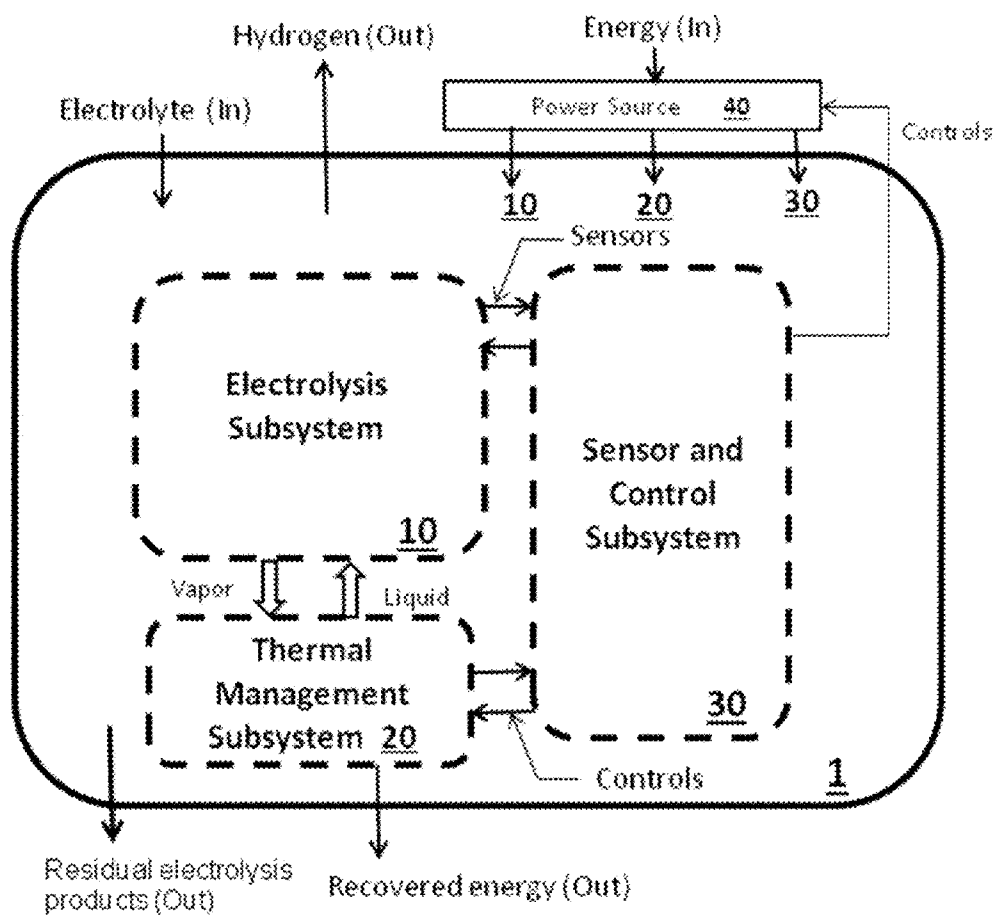 Hydrogen (Out)
Energy (In)
Electrolyte (In)
Power Source 40
Controls
10
20
30
Sensors
Electrolysis
Subsystem
10
Sensor and
Control
Subsystem
30
Vapor
Liquid
Thermal
Management
Subsystem 20
Controls
1
Residual electrolysis
products (Out)
Recovered energy (Out)